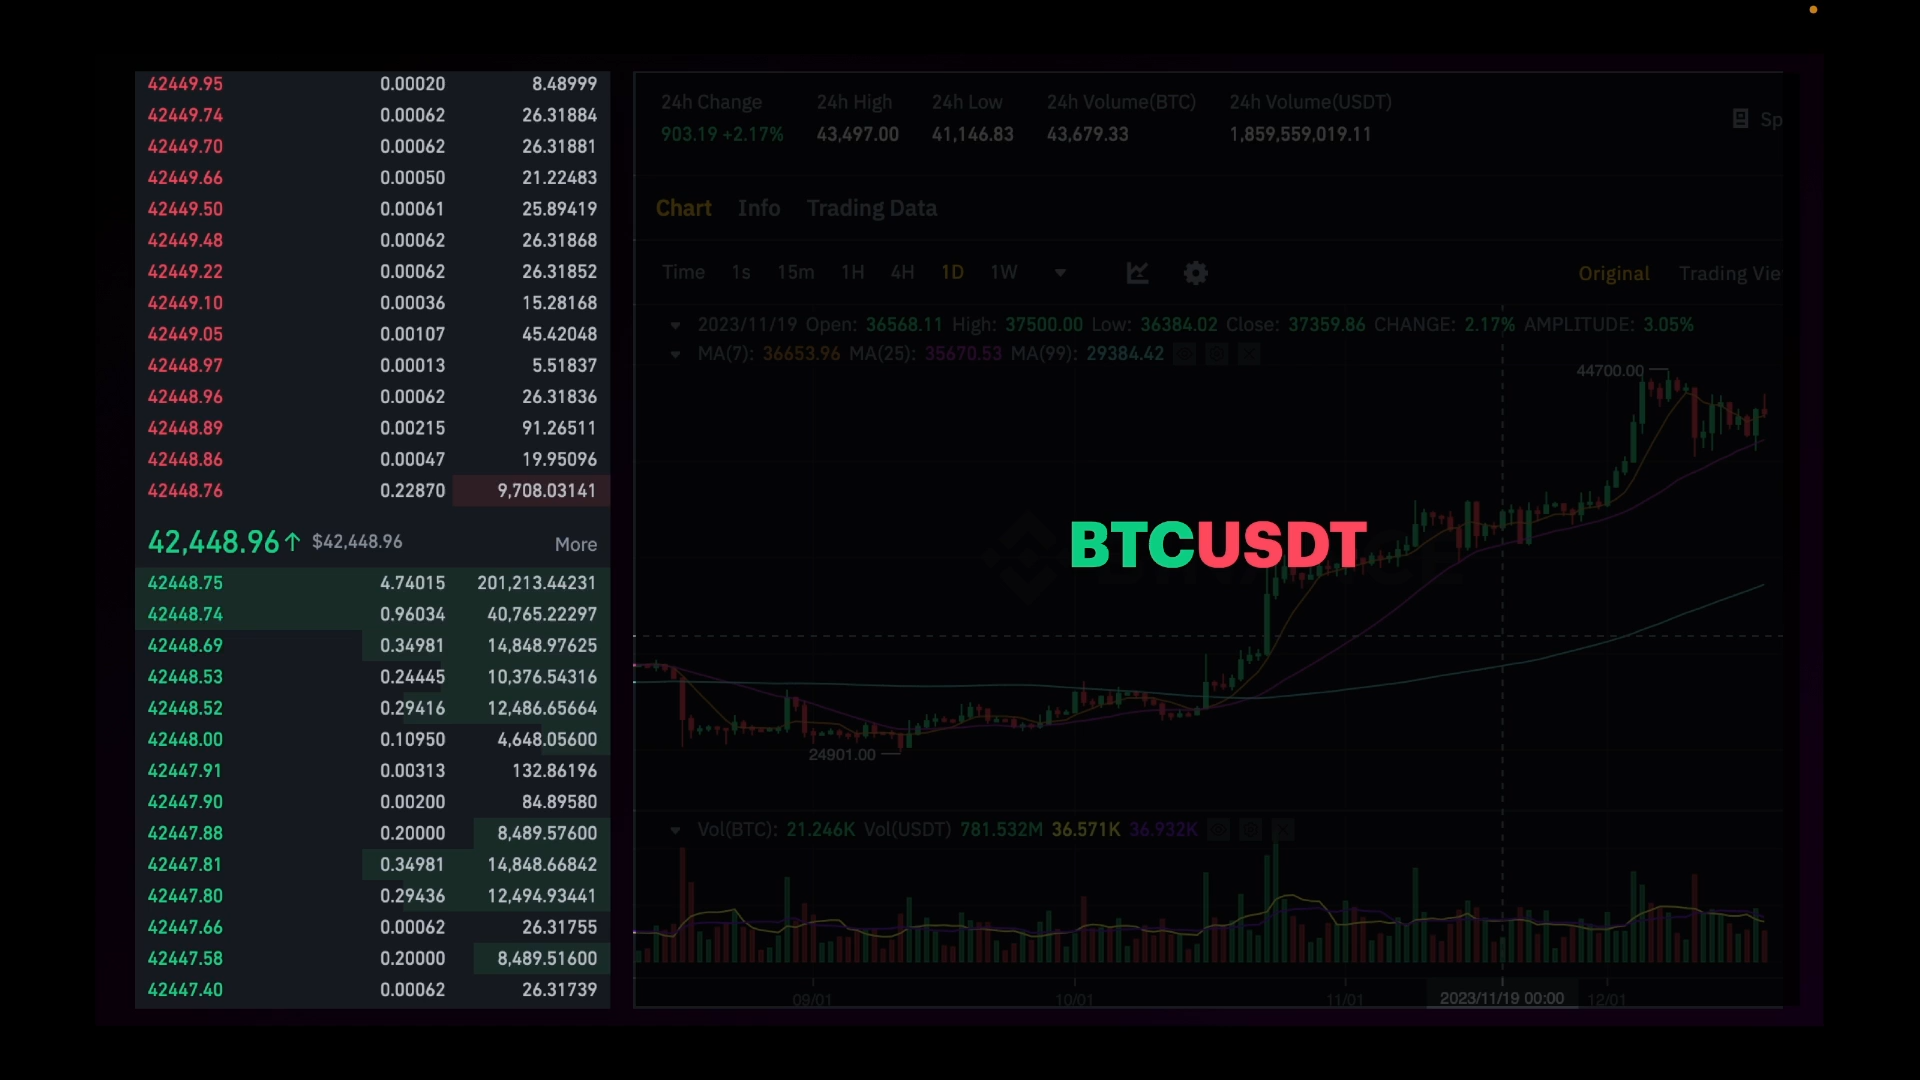 42449.95 0.00020 8.48999
42449.74 0.00062 26.31884
42449.70 0.00062 26.31881
42449.66 0.00050 21.22483
42449.50 0.00061 25.89419
42449.48 0.00062 26.31868
42449.22 0.00062 26.31852
42449.10 0.00036 15.28168
42449.05 0.00107 45.42048
42448.97 0.00013 5.51837
42448.96 0.00062 26.31836
42448.89 0.00215 91.26511
42448.86 0.00047 19.95096
42448.76 0.22870 9,708.03141
42,448.96↑ $42,448.96 More
42448.75 4.74015 201,213.44231
42448.74 0.96034 40,765.22297
42448.69 0.34981 14,848.97625
42448.53 0.24445 10,376.54316
42448.52 0.29416 12,486.65664
42448.00 0.10950 4,648.05600
42447.91 0.00313 132.86196
42447.90 0.00200 84.89580
42447.88 0.20000 8,489.57600
42447.81 0.34981 14,848.66842
42447.80 0.29436 12,494.93441
42447.66 0.00062 26.31755
42447.58 0.20000 8,489.51600
42447.40 0.00062 26.31739
24h Change 24h High 24h Low 24h Volume(BTC) 24h Volume(USDT)
903.19 +2.17% 43,497.00 41,146.83 43,679.33 1,859,559,019.11
Sp
Chart Info Trading Data
Time 1s 15m 1H 4H 1D 1W Original Trading Vie
2023/11/19 Open: 36568.11 High: 37500.00 Low: 36384.02 Close: 37359.86 CHANGE: 2.17% AMPLITUDE: 3.05%
MA(7): 36653.96 MA(25): 35670.53 MA(99): 29384.42
44700.00
BTCUSDT
24901.00
Vol(BTC): 21.246K Vol(USDT) 781.532M 36.571K 36.932K
09/01 10/01 11/01 2023/11/19 00:00 12/01